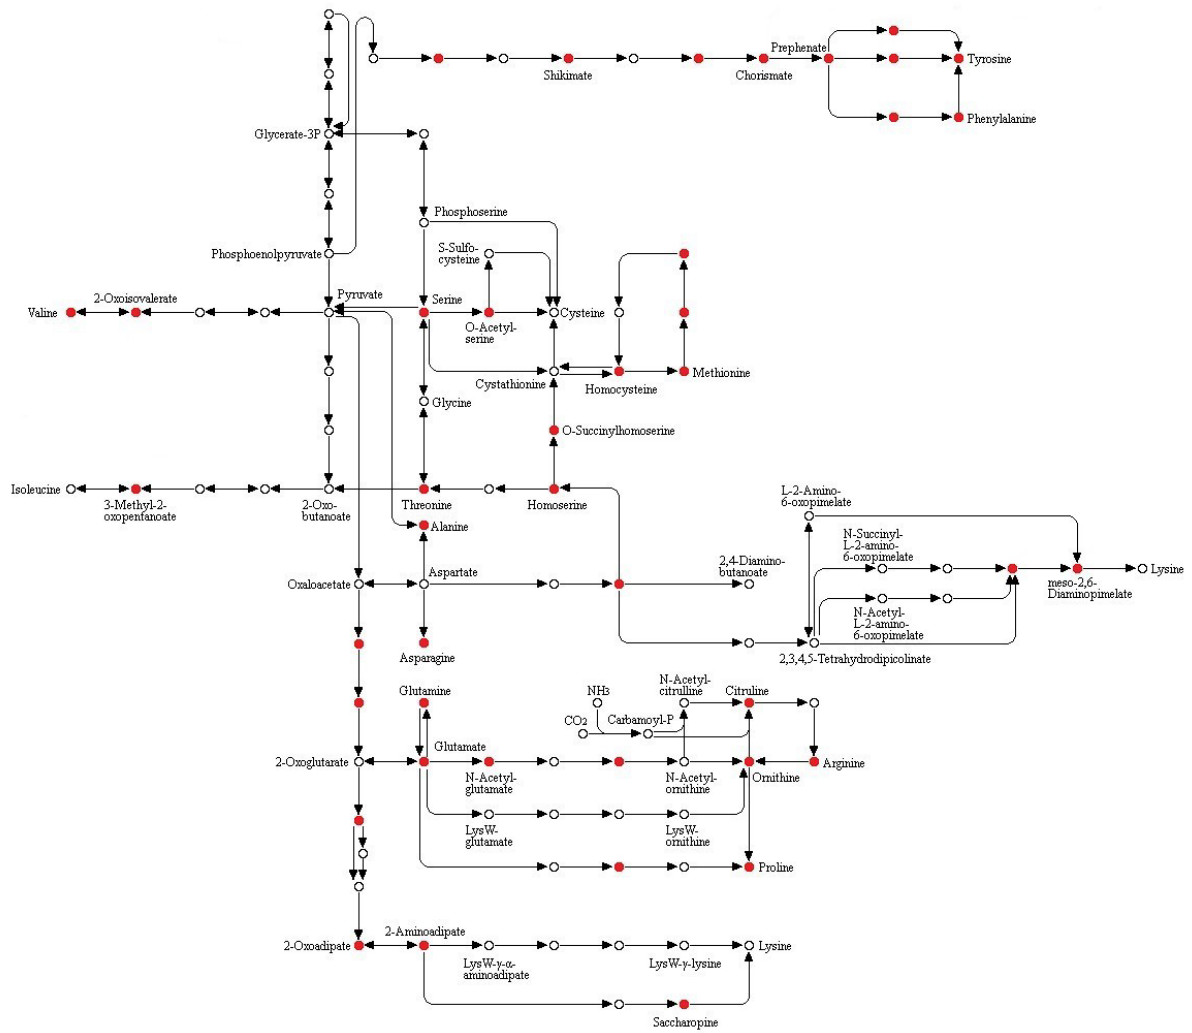 Prephenate
Shikimate
Chorismate
Tyrosine
Phenylalanine
Glycerate-3P
Phosphoserine
Phosphoenolpyruvate
S-Sulfo-
cysteine
2-Oxoisovalerate
Pyruvate
Serine
Valine
Cysteine
O-Acetyl-
serine
Cystathionine
Homocysteine
Methionine
Glycine
O-Succinylhomoserine
Isoleucine
3-Methyl-2-
oxopentanoate
2-Oxo-
butanoate
Threonine
Homoserine
L-2-Amino-
6-oxopimelate
Alanine
N-Succinyl-
L-2-amino-
6-oxopimelate
Aspartate
2,4-Diamino-
butanoate
Oxaloacetate
Lysine
meso-2,6-
Diaminopimelate
N-Acetyl-
L-2-amino-
6-oxopimelate
Asparagine
2,3,4,5-Tetrahydrodipicolinate
Glutamine
NH3
N-Acetyl-
citrulline
Citruline
CO2
Carbamoyl-P
Glutamate
2-Oxoglutarate
N-Acetyl-
glutamate
N-Acetyl-
ornithine
Ornithine
Arginine
LysW-
glutamate
LysW-
ornithine
Proline
2-Aminoadipate
2-Oxoadipate
Lysine
LysW-γ-α-
aminoadipate
LysW-γ-lysine
Saccharopine